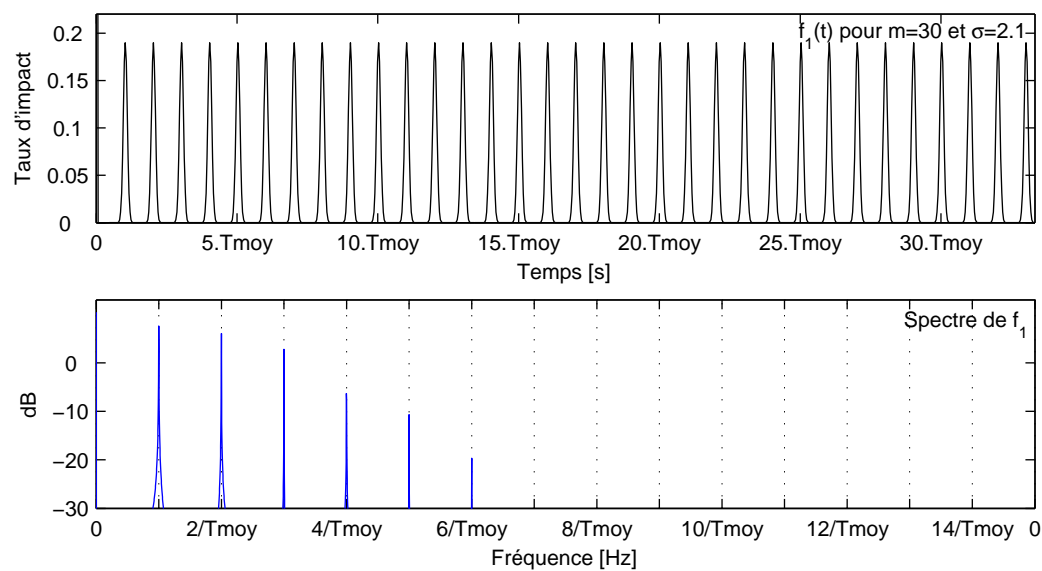 f1(t) pour m=30 et σ=2.1
0.2
0.15
0.1
0.05
0
Taux d'impact
0 5.Tmoy 10.Tmoy 15.Tmoy 20.Tmoy 25.Tmoy 30.Tmoy
Temps [s]
Spectre de f1
0
−10
−20
−30
dB
0 2/Tmoy 4/Tmoy 6/Tmoy 8/Tmoy 10/Tmoy 12/Tmoy 14/Tmoy 0
Fréquence [Hz]